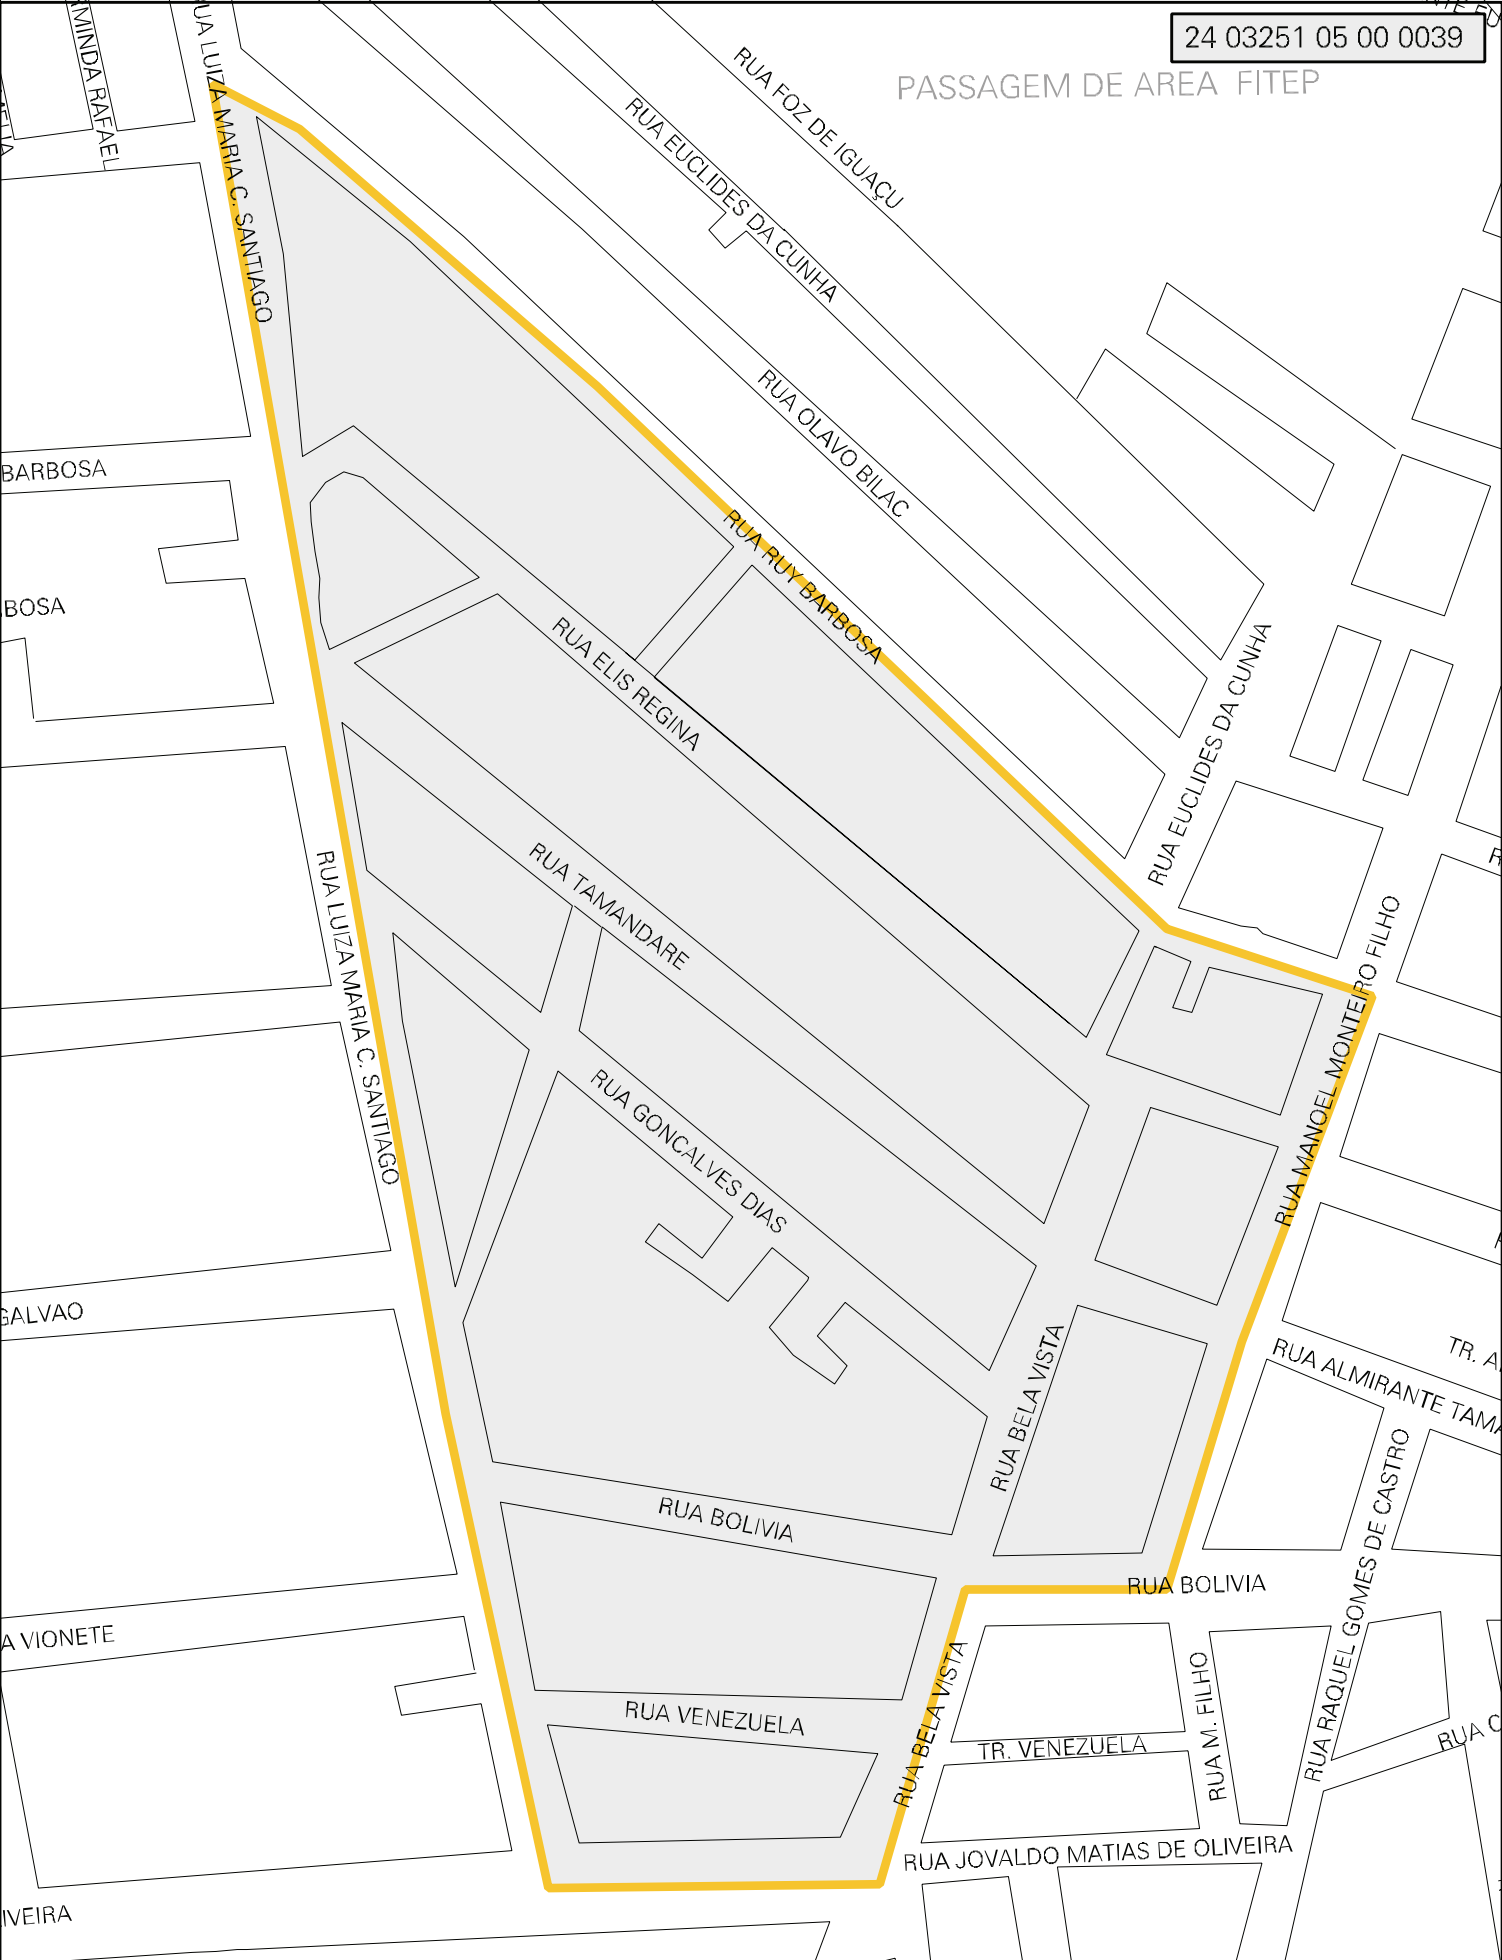 24 03251 05 00 0039
PASSAGEM DE AREA FITEP
RUA FOZ DE IGUAÇU
RUA EUCLIDES DA CUNHA
RUA LUIZA MARIA C. SANTIAGO
RMINDA RAFAEL
RUA OLAVO BILAC
BARBOSA
RUA RUY BARBOSA
BOSA
RUA ELIS REGINA
RUA EUCLIDES DA CUNHA
RUA TAMANDARE
RUA LUIZA MARIA C. SANTIAGO
RUA MANOEL MONTEIRO FILHO
RUA GONCALVES DIAS
GALVAO
RUA BELA VISTA
RUA ALMIRANTE TAMA
TR. A
RUA BOLIVIA
RUA BOLIVIA
RUA RAQUEL GOMES DE CASTRO
A VIONETE
RUA VENEZUELA
RUA BELA VISTA
TR. VENEZUELA
RUA M. FILHO
RUA C
RUA JOVALDO MATIAS DE OLIVEIRA
IVEIRA